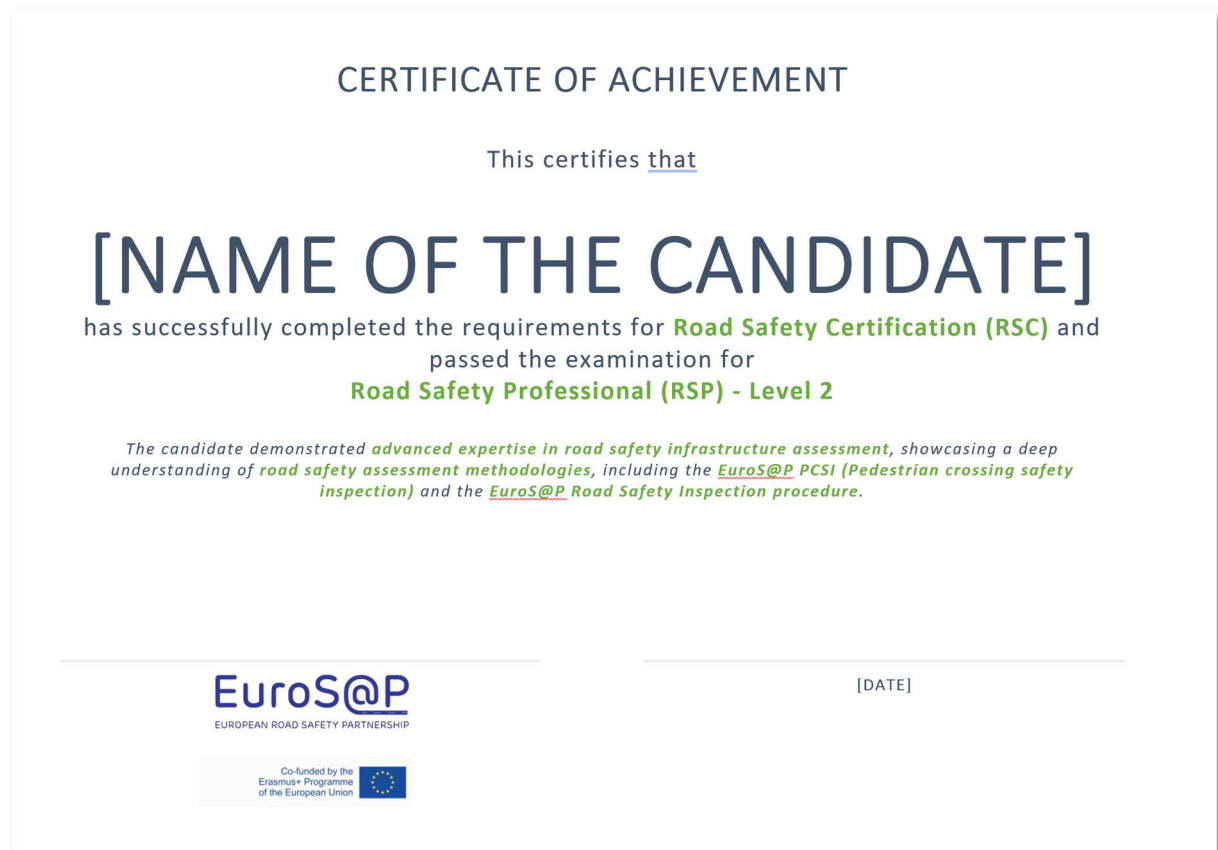 CERTIFICATE OF ACHIEVEMENT
This certifies that
[NAME OF THE CANDIDATE]
has successfully completed the requirements for Road Safety Certification (RSC) and
passed the examination for
Road Safety Professional (RSP) - Level 2
The candidate demonstrated advanced expertise in road safety infrastructure assessment, showcasing a deep
understanding of road safety assessment methodologies, including the EuroS@P PCSI (Pedestrian crossing safety
inspection) and the EuroS@P Road Safety Inspection procedure.
EuroS@P
EUROPEAN ROAD SAFETY PARTNERSHIP
[DATE]
Co-funded by the
Erasmus+ Programme
of the European Union